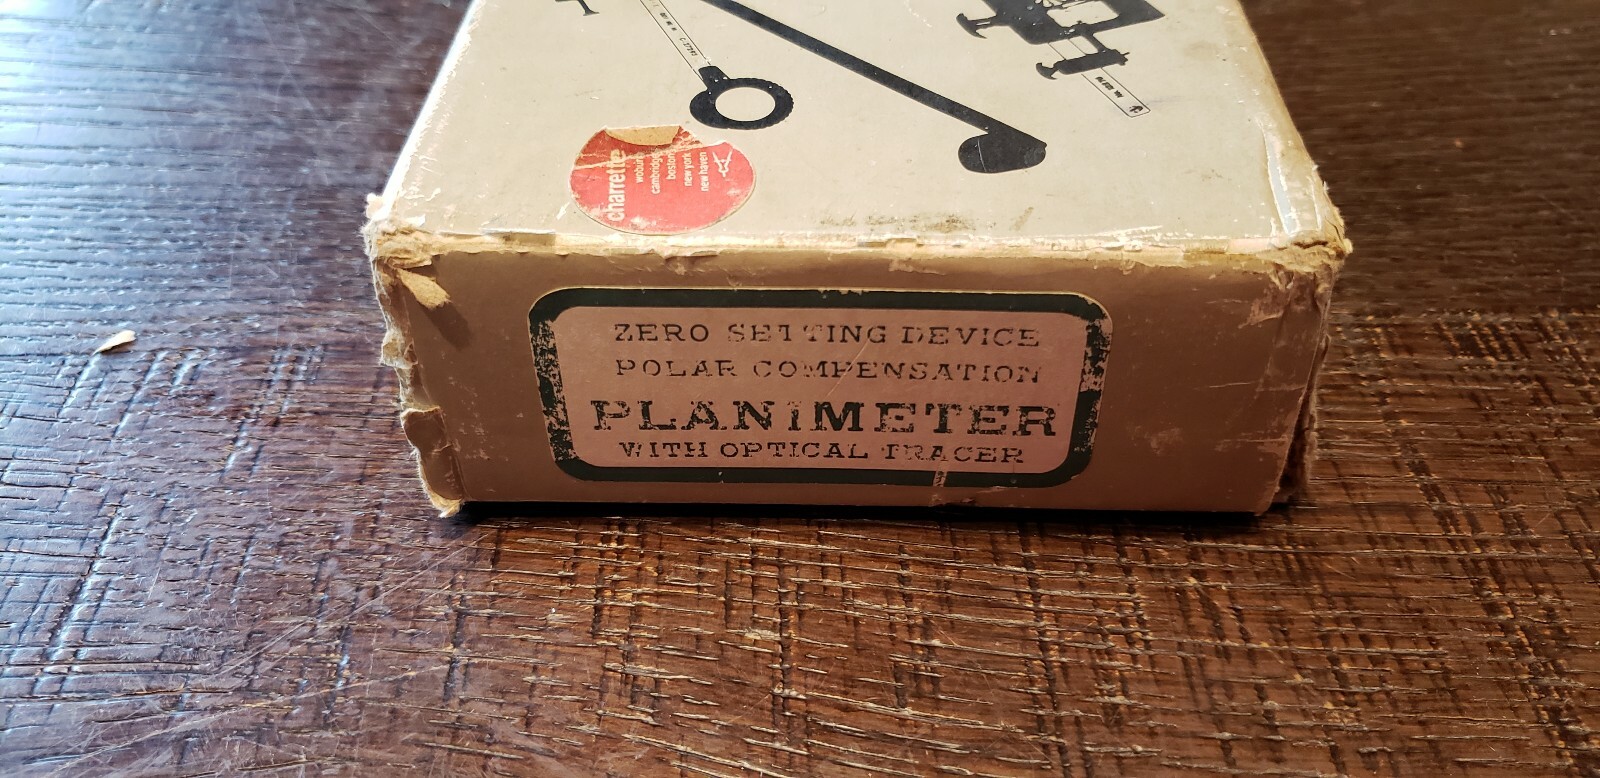 charrette
woburn
cambridge
boston
new york
new haven
ZERO SETTING DEVICE
POLAR COMPENSATION
PLANIMETER
WITH OPTICAL TRACER